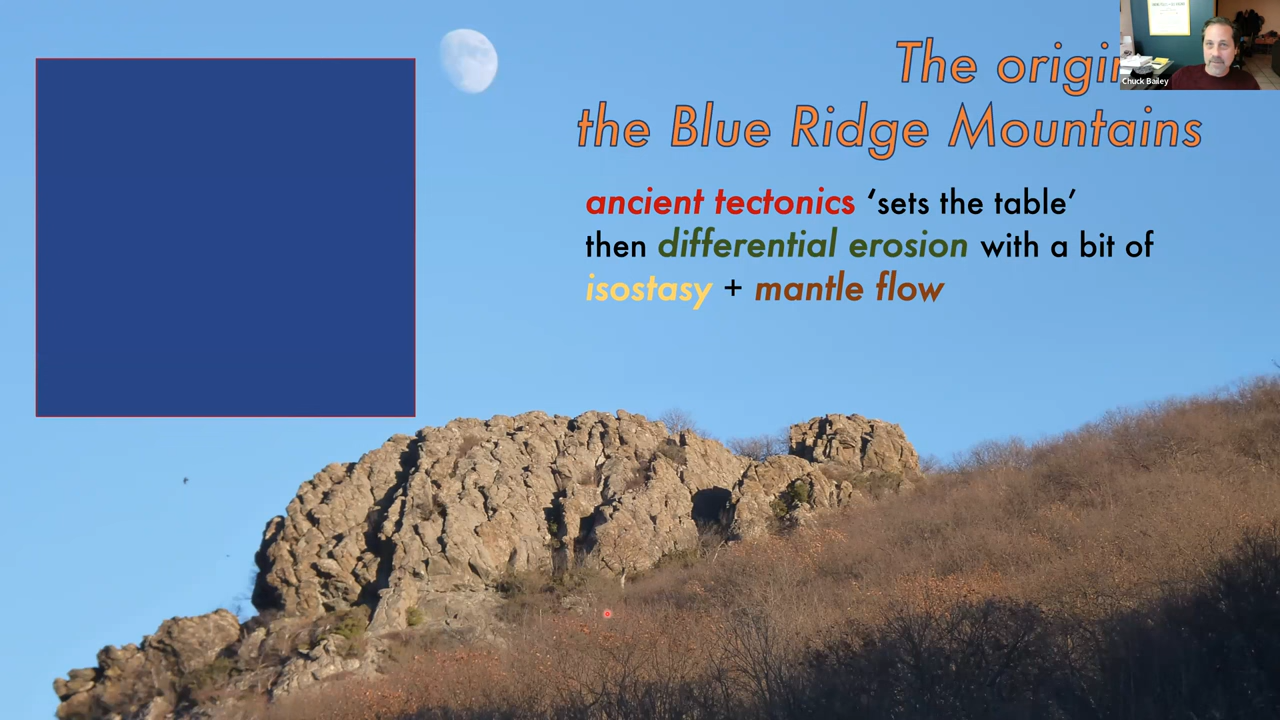 The origin
the Blue Ridge Mountains
ancient tectonics ‘sets the table’
then differential erosion with a bit of
isostasy + mantle flow
Chuck Bailey